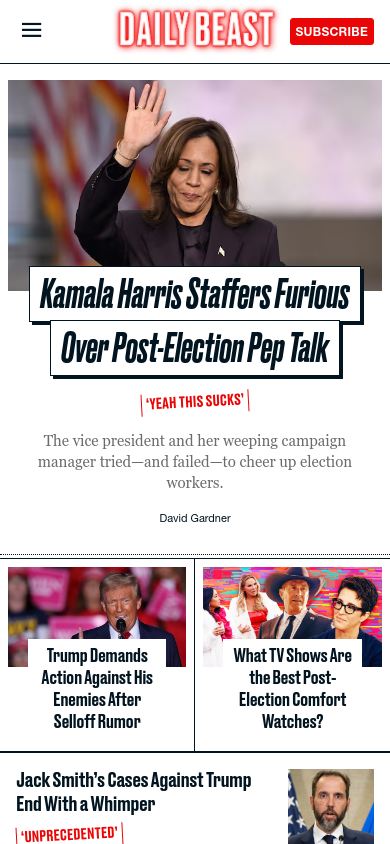 DAILY BEAST
SUBSCRIBE
Kamala Harris Staffers Furious
Over Post-Election Pep Talk
‘YEAH THIS SUCKS’
The vice president and her weeping campaign
manager tried—and failed—to cheer up election
workers.
David Gardner
Trump Demands
Action Against His
Enemies After
Selloff Rumor
What TV Shows Are
the Best Post-
Election Comfort
Watches?
Jack Smith’s Cases Against Trump
End With a Whimper
‘UNPRECEDENTED’